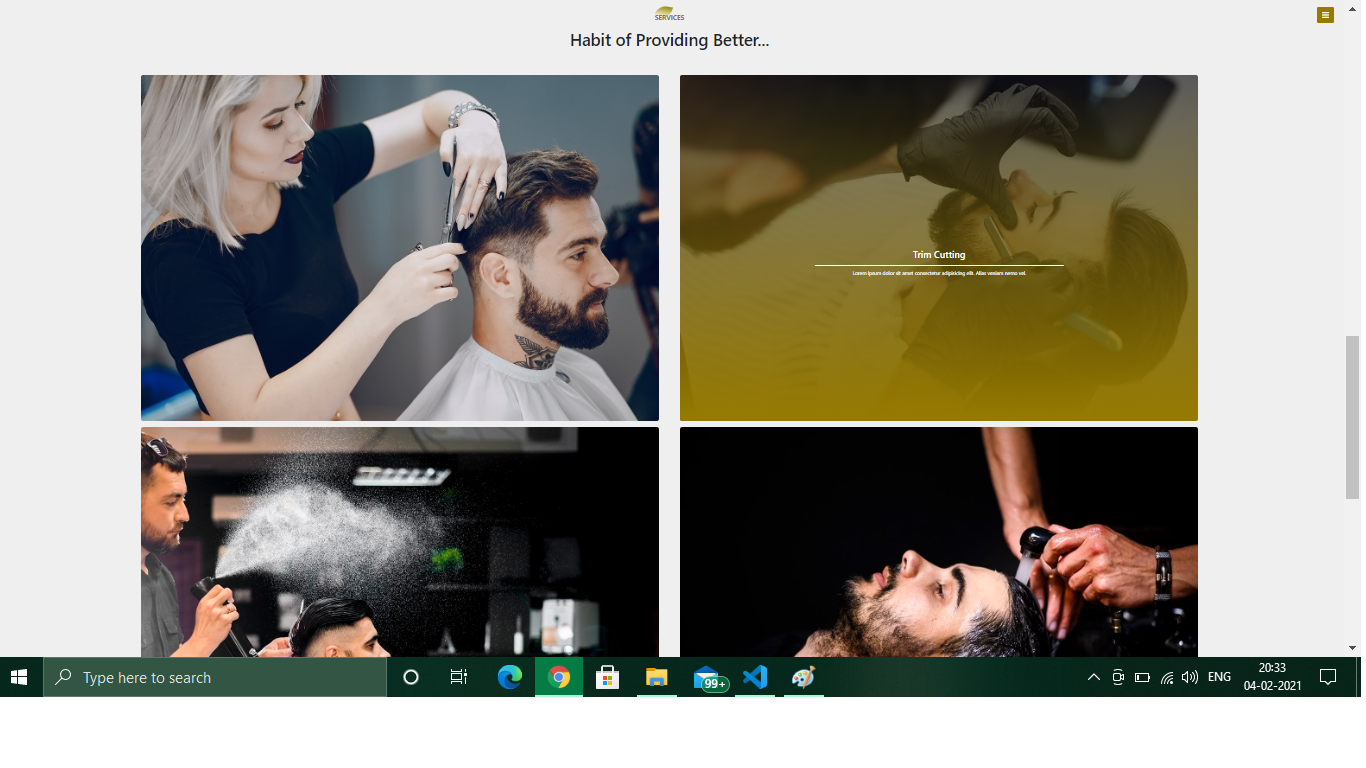 SERVICES
Habit of Providing Better...
Trim Cutting
Lorem ipsum dolor sit amet consectetur adipisicing elit. Alias veniam nemo vel.
Type here to search
99+
ENG
20:33
04-02-2021